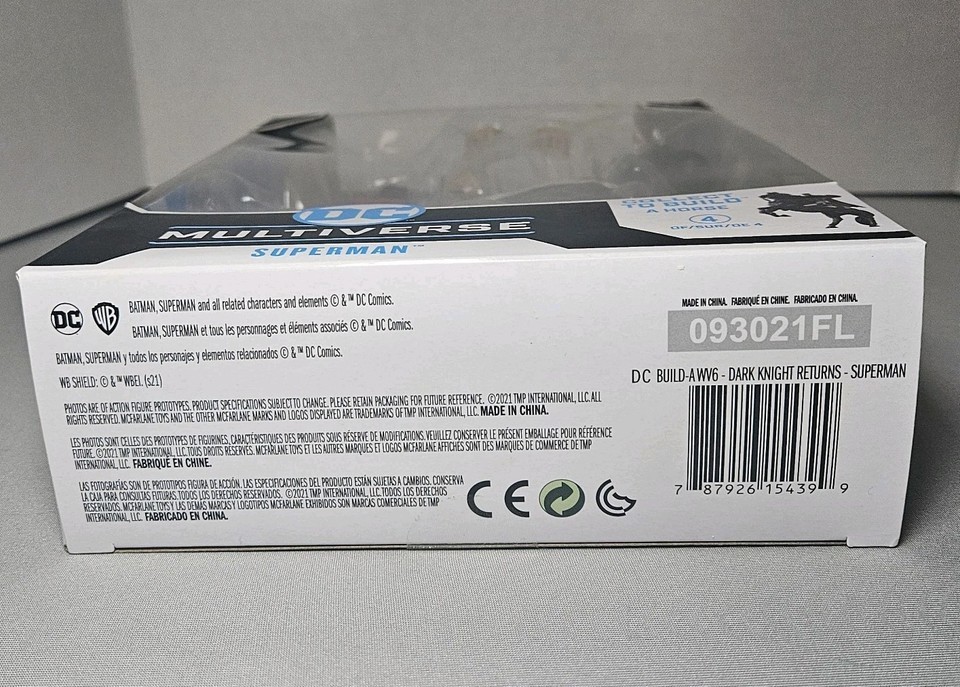 DC
MULTIVERSE
SUPERMAN™
COLLECT
TO BUILD
A HORSE
4
OF/SUR/DE 4
DC WB
BATMAN, SUPERMAN and all related characters and elements © & ™ DC Comics.
BATMAN, SUPERMAN et tous les personnages et éléments associés © & ™ DC Comics.
BATMAN, SUPERMAN y todos los personajes y elementos relacionados © & ™ DC Comics.
WB SHIELD: © & ™ WBEI. (s21)
PHOTOS ARE OF ACTION FIGURE PROTOTYPES. PRODUCT SPECIFICATIONS SUBJECT TO CHANGE. PLEASE RETAIN PACKAGING FOR FUTURE REFERENCE. ©2021 TMP INTERNATIONAL, LLC. ALL
RIGHTS RESERVED. MCFARLANE TOYS AND THE OTHER MCFARLANE MARKS AND LOGOS DISPLAYED ARE TRADEMARKS OF TMP INTERNATIONAL, LLC. MADE IN CHINA.
LES PHOTOS SONT CELLES DES PROTOTYPES DE FIGURINES. CARACTÉRISTIQUES DES PRODUITS SOUS RÉSERVE DE MODIFICATIONS. VEUILLEZ CONSERVER LE PRÉSENT EMBALLAGE POUR RÉFÉRENCE
FUTURE. ©2021 TMP INTERNATIONAL, LLC. TOUS DROITS RÉSERVÉS. MCFARLANE TOYS ET LES AUTRES MARQUES ET LOGOS MCFARLANE AFFICHÉS SONT DES MARQUES DE COMMERCE DE TMP
INTERNATIONAL, LLC. FABRIQUÉ EN CHINE.
LAS FOTOGRAFÍAS SON DE PROTOTIPOS FIGURA DE ACCIÓN. LAS ESPECIFICACIONES DEL PRODUCTO ESTÁN SUJETAS A CAMBIOS. CONSERVA
LA CAJA PARA CONSULTAS FUTURAS. TODOS LOS DERECHOS RESERVADOS. ©2021 TMP INTERNATIONAL, LLC. TODOS LOS DERECHOS
RESERVADOS. MCFARLANE TOYS Y LAS DEMÁS MARCAS Y LOGOTIPOS MCFARLANE EXHIBIDOS SON MARCAS COMERCIALES DE TMP
INTERNATIONAL, LLC. FABRICADO EN CHINA.
CE
MADE IN CHINA. FABRIQUÉ EN CHINE. FABRICADO EN CHINA.
093021FL
DC BUILD-A WV6 - DARK KNIGHT RETURNS - SUPERMAN
7 87926 15439 9